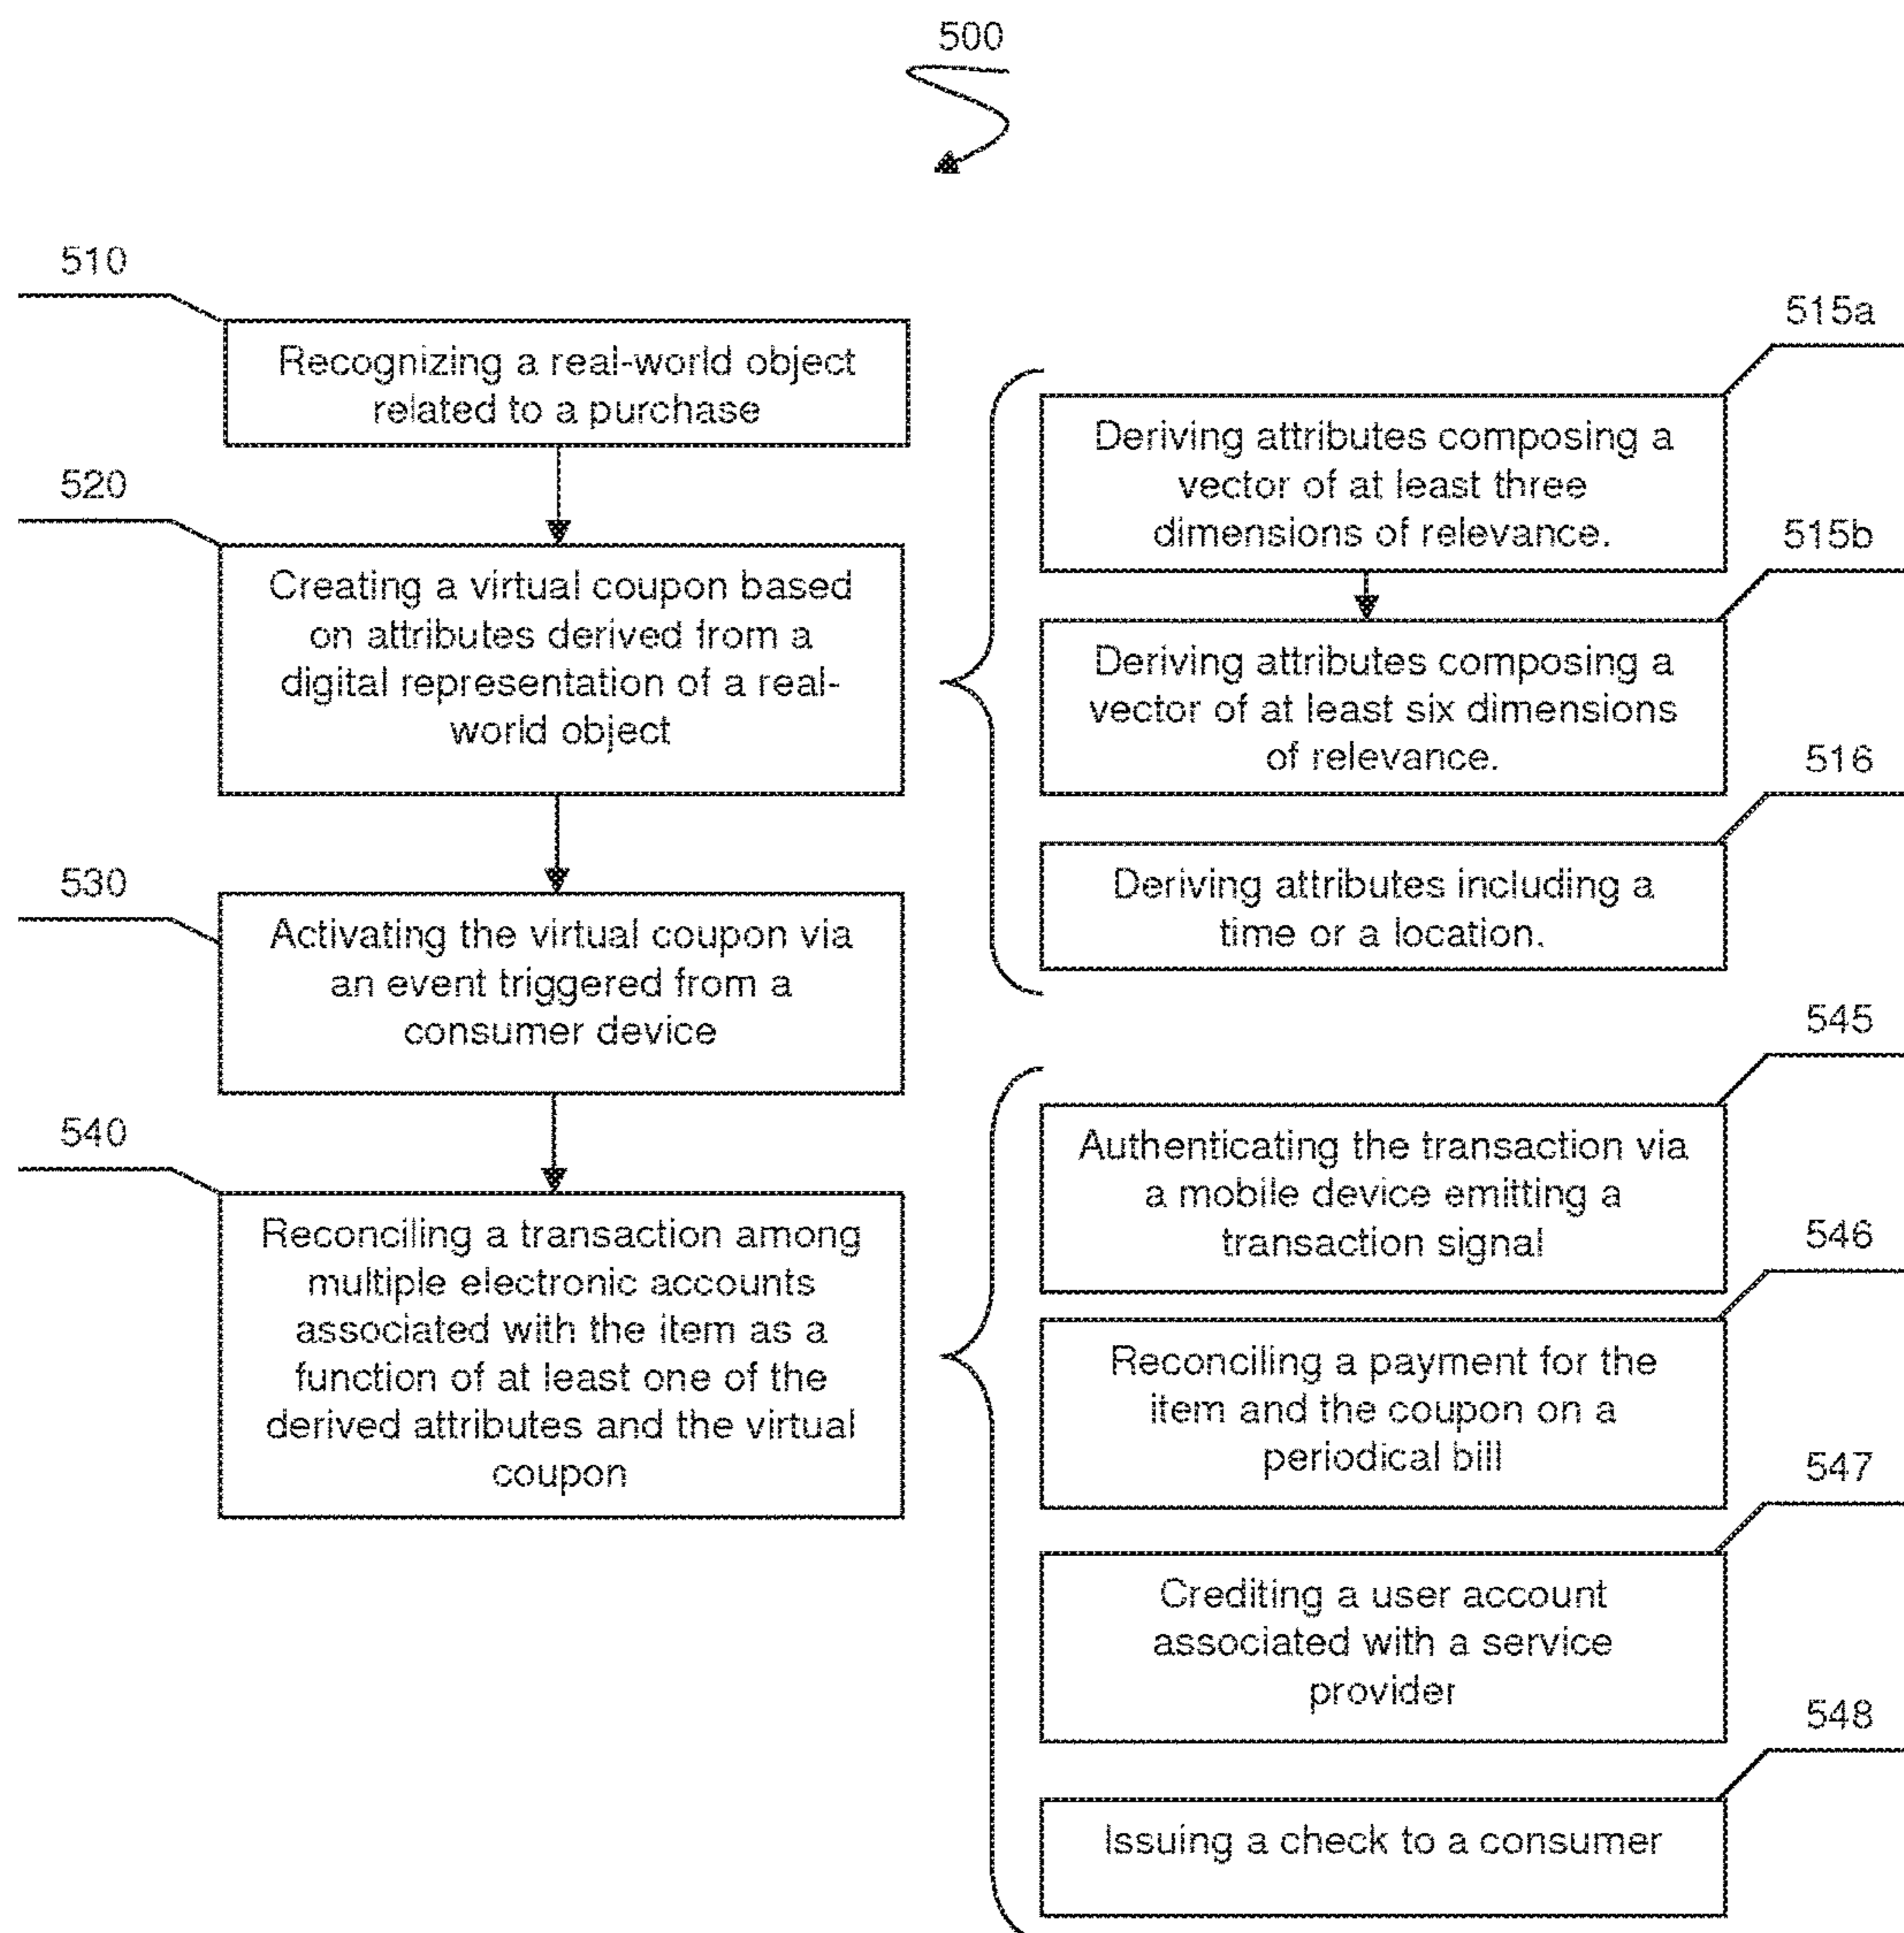 500
510
Recognizing a real-world object
related to a purchase
520
Creating a virtual coupon based
on attributes derived from a
digital representation of a real-
world object
530
Activating the virtual coupon via
an event triggered from a
consumer device
540
Reconciling a transaction among
multiple electronic accounts
associated with the item as a
function of at least one of the
derived attributes and the virtual
coupon
515a
Deriving attributes composing a
vector of at least three
dimensions of relevance.
515b
Deriving attributes composing a
vector of at least six dimensions
of relevance.
516
Deriving attributes including a
time or a location.
545
Authenticating the transaction via
a mobile device emitting a
transaction signal
546
Reconciling a payment for the
item and the coupon on a
periodical bill
547
Crediting a user account
associated with a service
provider
548
Issuing a check to a consumer